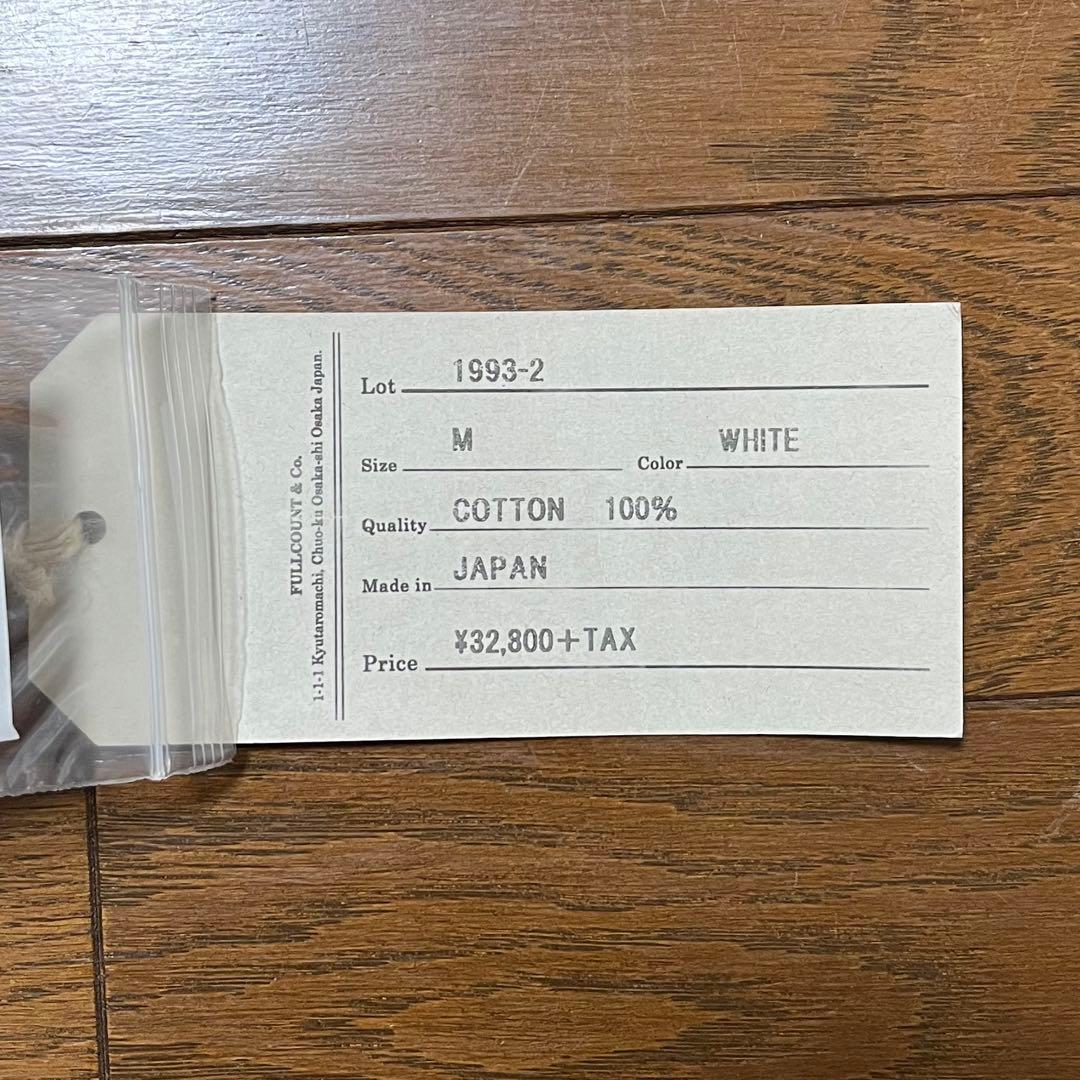 FULLCOUNT & Co.
1-1-1 Kyutaromachi, Chuo-ku Osaka-shi Osaka Japan.
Lot 1993-2
Size M Color WHITE
Quality COTTON 100%
Made in JAPAN
Price ¥32,800+TAX